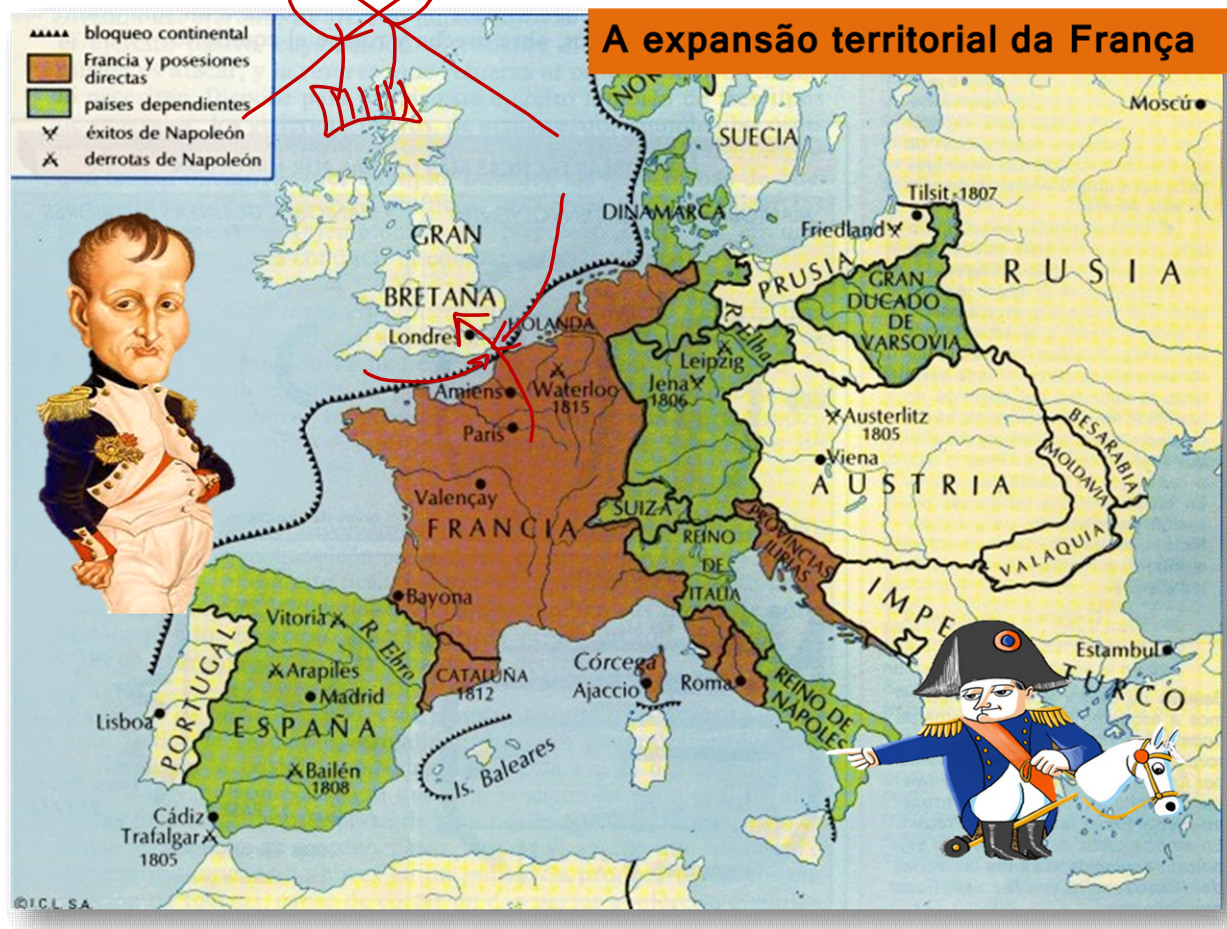 A expansão territorial da França
bloqueo continental
Francia y posesiones
directas
países dependientes
éxitos de Napoleón
derrotas de Napoleón
NOR
SUECIA
Moscú
DINAMARCA
Tilsit-1807
Friedland
GRAN
BRETAÑA
Londres
HOLANDA
PRUSIA
GRAN
DUCADO
DE
VARSOVIA
RUSIA
R. Elba
Leipzig
Jena
1806
Amiens
Waterloo
1815
París
Austerlitz
1805
Viena
AUSTRIA
BESARABIA
MOLDAVIA
VALAQUIA
Valençay
FRANCIA
SUIZA
REINO
DE
ITALIA
PROVINCIAS
ILIRIAS
IMPE
TURCO
Estambul
Bayona
Vitoria
R. Ebro
Arapiles
Madrid
CATALUÑA
1812
Córcega
Ajaccio
Roma
REINO DE
NAPOLES
PORTUGAL
Lisboa
ESPAÑA
Is. Baleares
Bailén
1808
Cádiz
Trafalgar
1805
© I.C.L. S.A.